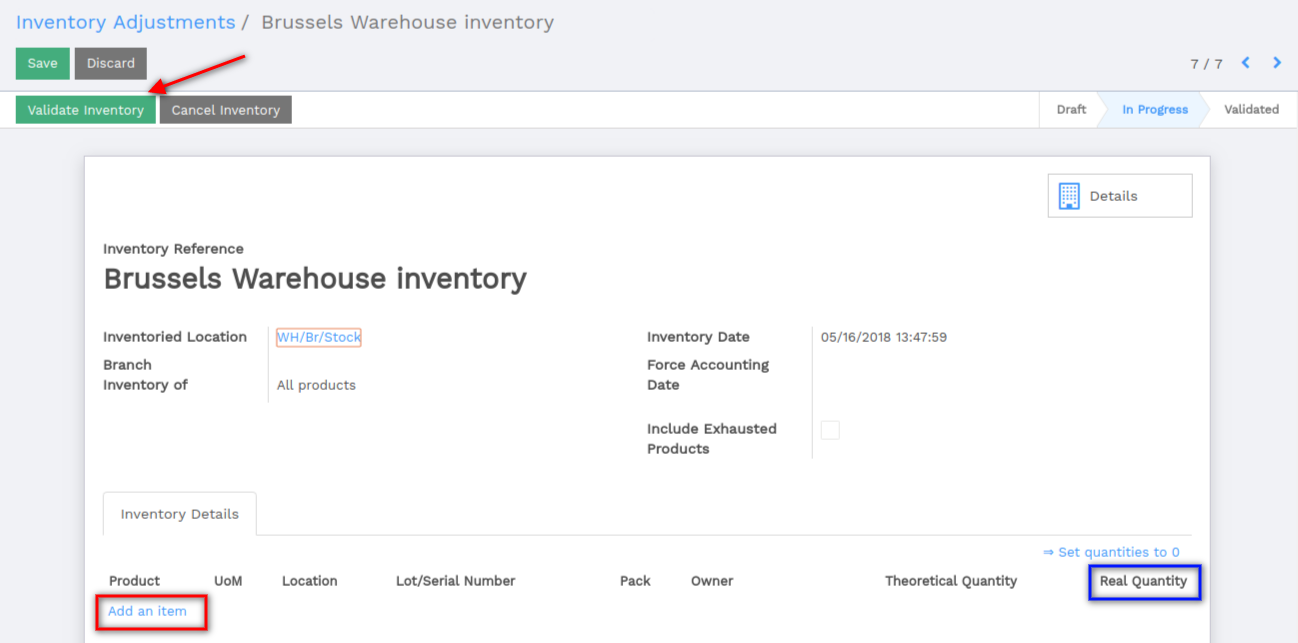 Inventory Adjustments / Brussels Warehouse inventory
Save Discard 7 / 7
Validate Inventory Cancel Inventory Draft In Progress Validated
Details
Inventory Reference
Brussels Warehouse inventory
Inventoried Location WH/Br/Stock Inventory Date 05/16/2018 13:47:59
Branch Force Accounting
Inventory of All products Date
Include Exhausted
Products
Inventory Details
⇒ Set quantities to 0
Product UoM Location Lot/Serial Number Pack Owner Theoretical Quantity Real Quantity
Add an item